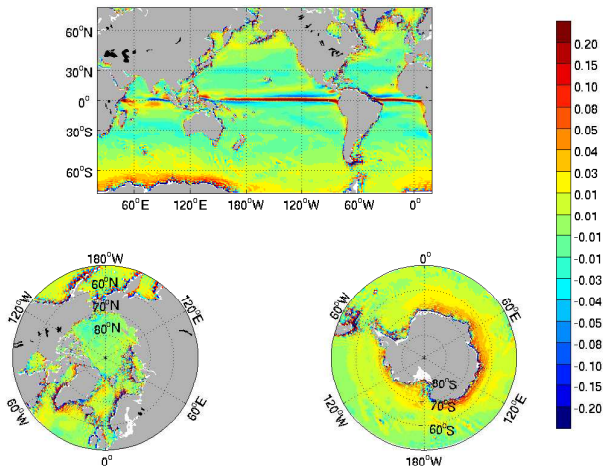 60°N
30°N
0°
30°S
60°S
60°E
120°E
180°W
120°W
60°W
0°
0.20
0.15
0.10
0.08
0.05
0.04
0.03
0.01
0.01
-0.01
-0.01
-0.03
-0.04
-0.05
-0.08
-0.10
-0.15
-0.20
180°W
120°W
120°E
60°N
70°N
80°N
60°W
60°E
0°
0°
60°W
60°E
80°S
70°S
60°S
120°W
120°E
180°W